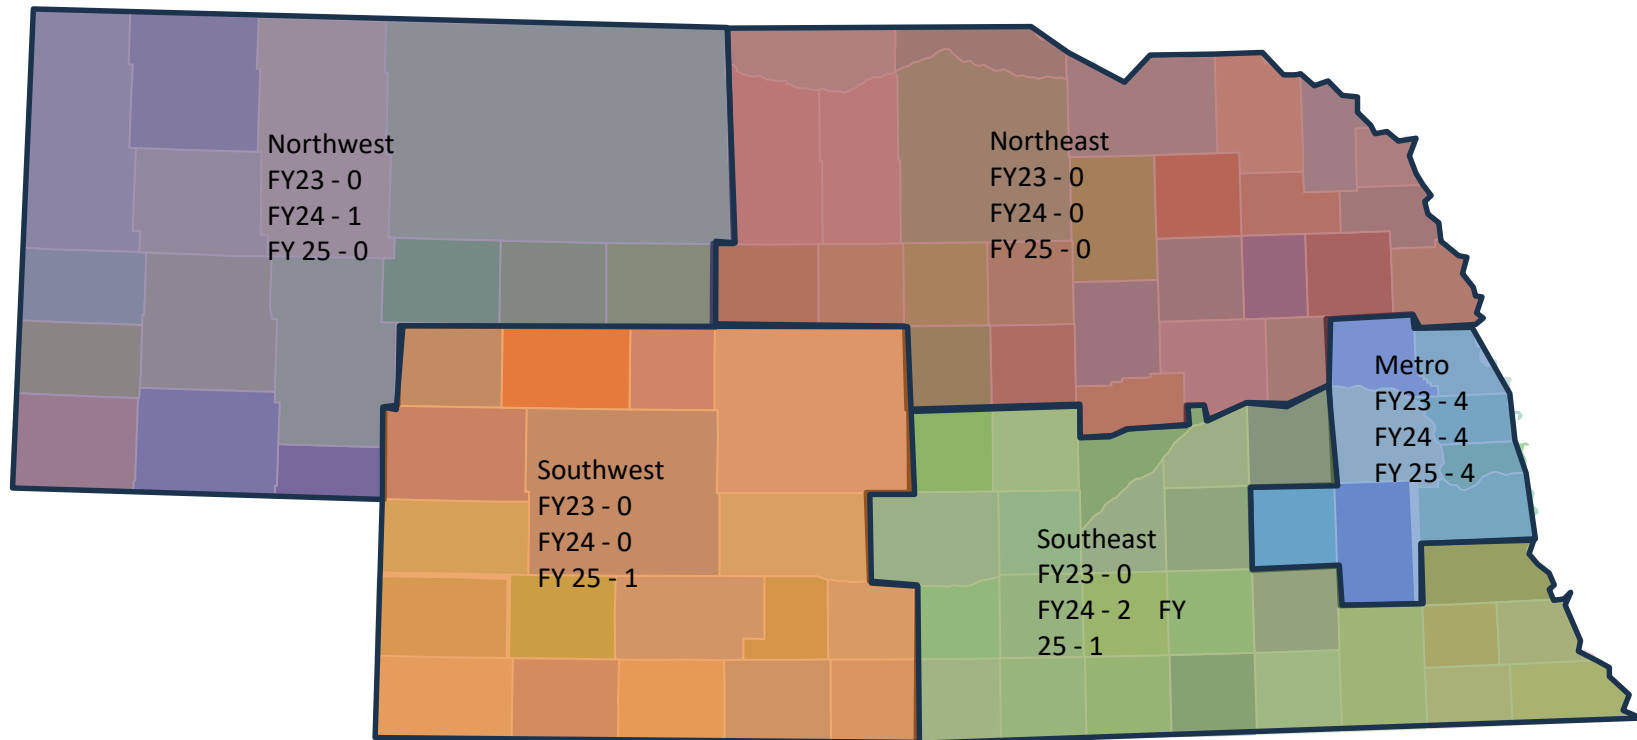 Northwest
FY23 - 0
FY24 - 1
FY 25 - 0
Northeast
FY23 - 0
FY24 - 0
FY 25 - 0
Metro
FY23 - 4
FY24 - 4
FY 25 - 4
Southwest
FY23 - 0
FY24 - 0
FY 25 - 1
Southeast
FY23 - 0
FY24 - 2 FY
25 - 1